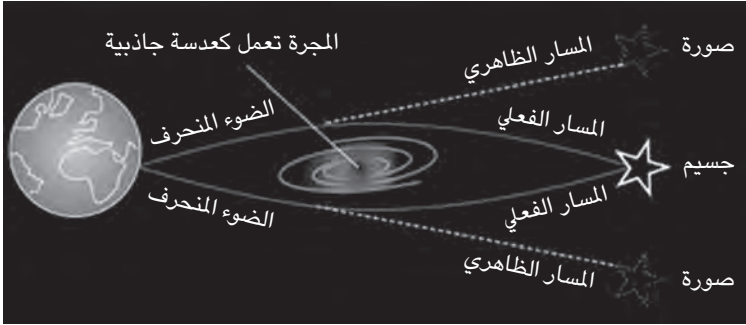 المجرة تعمل كعدسة جاذبية
صورة
المسار الظاهري
الضوء المنحرف
المسار الفعلي
جسيم
المسار الفعلي
الضوء المنحرف
المسار الظاهري
صورة